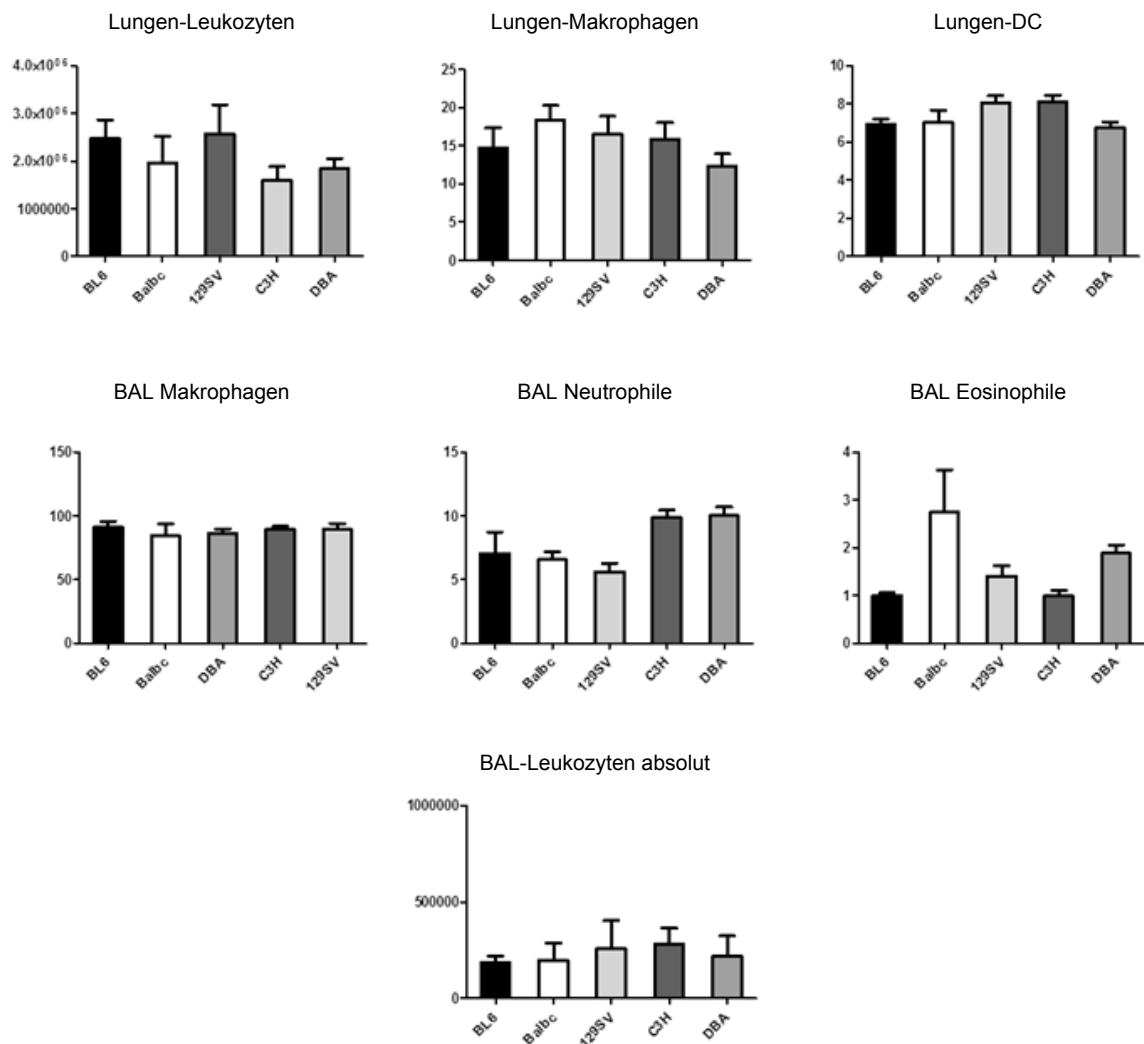 Lungen-Leukozyten
4.0x10⁰⁶
3.0x10⁰⁶
2.0x10⁰⁶
1000000
0
BL6 Balbc 129SV C3H DBA
Lungen-Makrophagen
25
20
15
10
5
0
BL6 Balbc 129SV C3H DBA
Lungen-DC
10
8
6
4
2
0
BL6 Balbc 129SV C3H DBA
BAL Makrophagen
150
100
50
0
BL6 Balbc DBA C3H 129SV
BAL Neutrophile
15
10
5
0
BL6 Balbc 129SV C3H DBA
BAL Eosinophile
4
3
2
1
0
BL6 Balbc 129SV C3H DBA
BAL-Leukozyten absolut
1000000
500000
0
BL6 Balbc 129SV C3H DBA